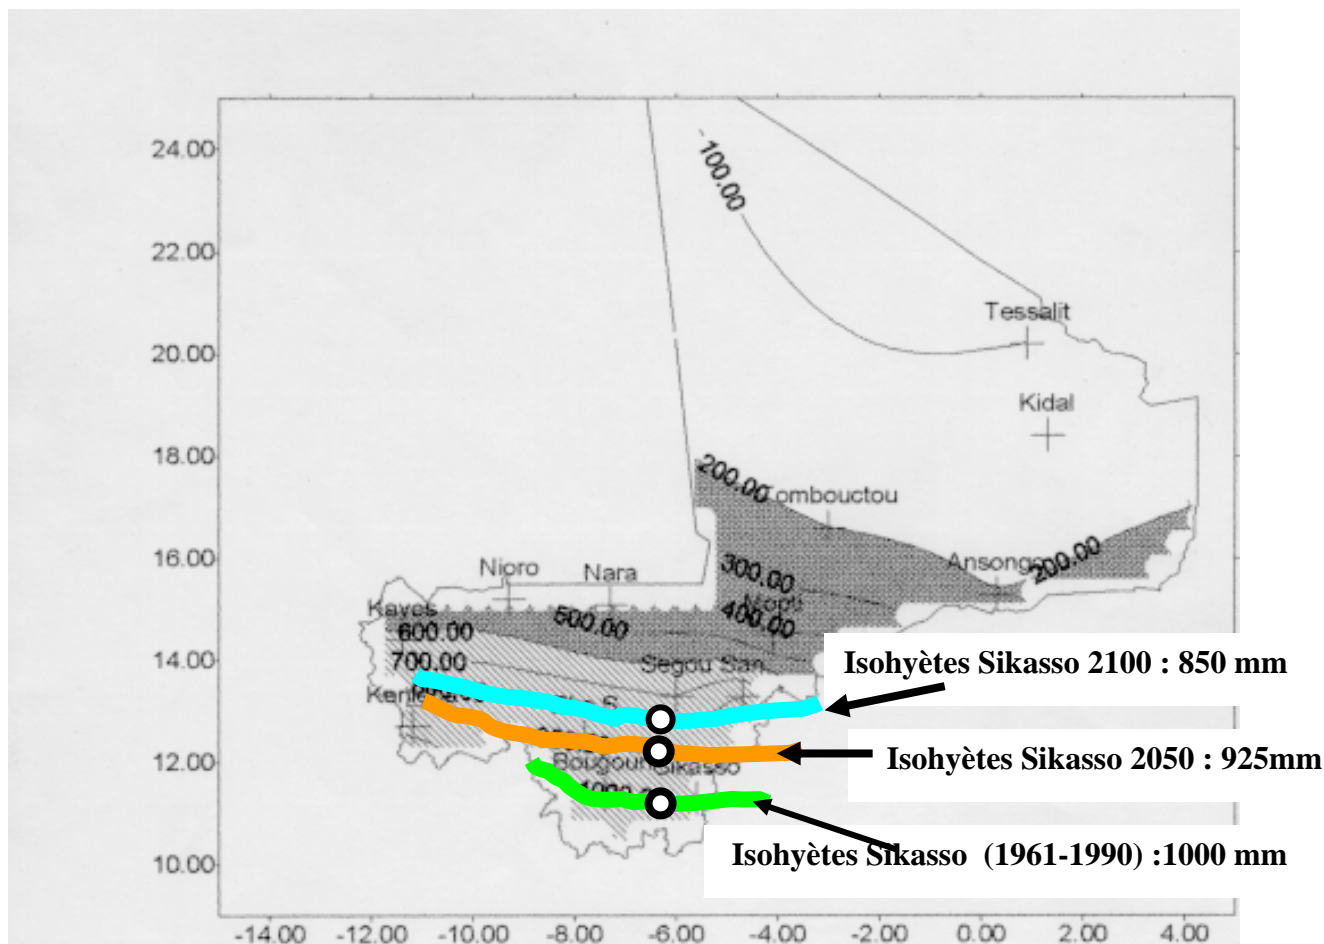 24.00
-100.00
22.00
Tessalit
20.00
Kidal
18.00
200.00
Tombouctou
16.00
Nioro
Nara
300.00
Ansongo
200.00
Kayes
500.00
400.00
Mopti
600.00
14.00
700.00
Segou San
Isohyètes Sikasso 2100 : 850 mm
Isohyètes Sikasso 2050 : 925mm
12.00
Bougouni
Sikasso
Isohyètes Sikasso (1961-1990) :1000 mm
10.00
-14.00 -12.00 -10.00 -8.00 -6.00 -4.00 -2.00 0.00 2.00 4.00